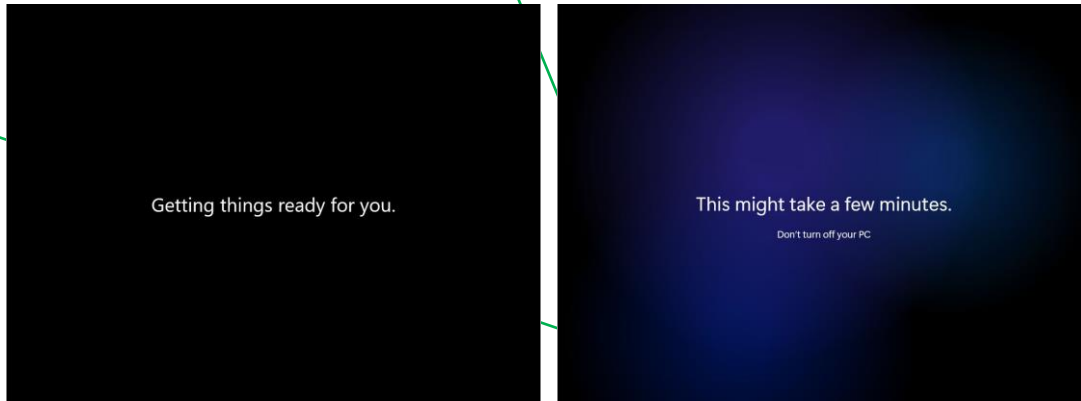 Getting things ready for you.
This might take a few minutes.
Don't turn off your PC